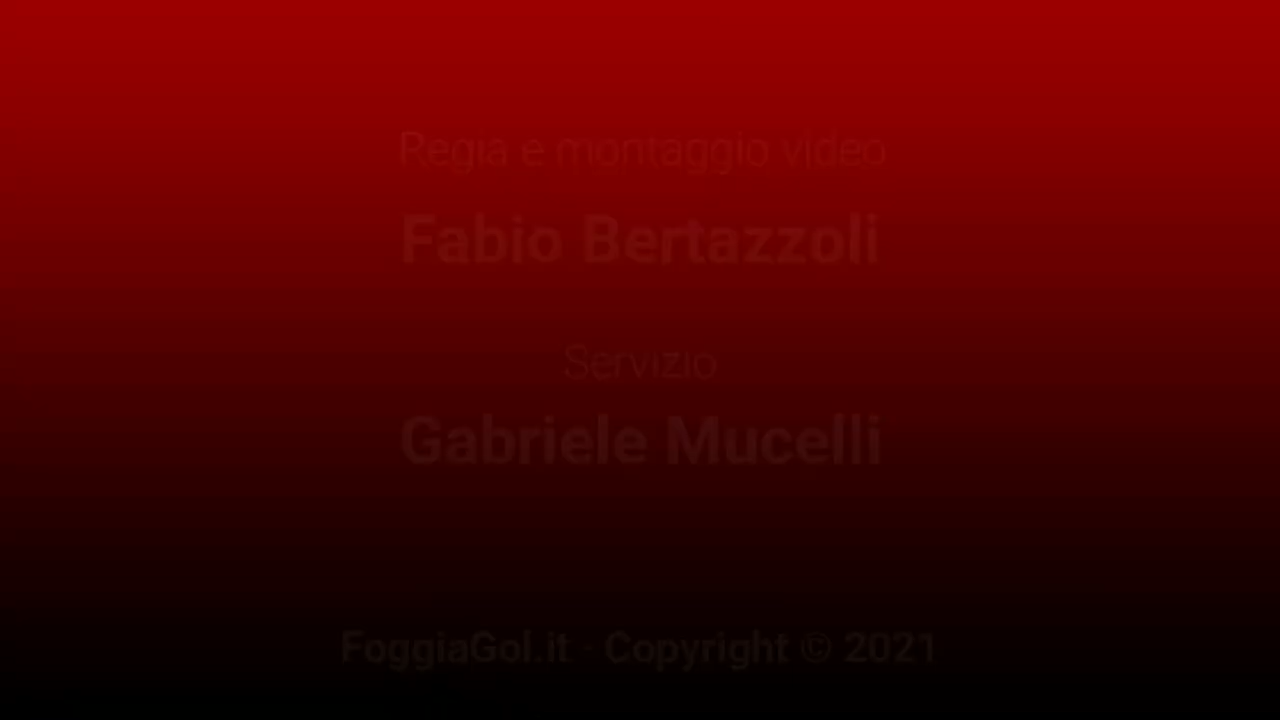 Regia e montaggio video
Fabio Bertazzoli
Servizio
Gabriele Mucelli
FoggiaGol.it · Copyright © 2021